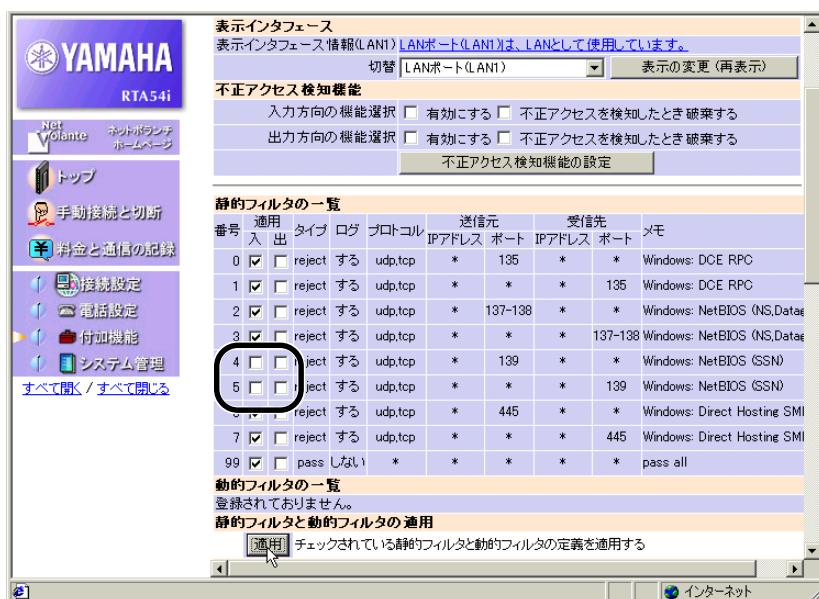 YAMAHA
RTA54i
Net Volante ネットボランチ ホームページ
トップ
手動接続と切断
料金と通信の記録
接続設定
電話設定
付加機能
システム管理
すべて開く / すべて閉じる
表示インタフェース
表示インタフェース情報(LAN1) LANポート(LAN1)は、LANとして使用しています。
切替 LANポート(LAN1) 表示の変更 (再表示)
不正アクセス検知機能
入力方向の機能選択 有効にする 不正アクセスを検知したとき破棄する
出力方向の機能選択 有効にする 不正アクセスを検知したとき破棄する
不正アクセス検知機能の設定
静的フィルタの一覧
番号 適用 タイプ ログ プロトコル 送信元 受信先 メモ
入 出 IPアドレス ポート IPアドレス ポート
0 reject する udp,tcp * 135 * * Windows: DCE RPC
1 reject する udp,tcp * * * 135 Windows: DCE RPC
2 reject する udp,tcp * 137-138 * * Windows: NetBIOS (NS,Datag
3 reject する udp,tcp * * * 137-138 Windows: NetBIOS (NS,Datag
4 reject する udp,tcp * 139 * * Windows: NetBIOS (SSN)
5 reject する udp,tcp * * * 139 Windows: NetBIOS (SSN)
6 reject する udp,tcp * 445 * * Windows: Direct Hosting SMI
7 reject する udp,tcp * * * 445 Windows: Direct Hosting SMI
99 pass しない * * * * * pass all
動的フィルタの一覧
登録されておりません。
静的フィルタと動的フィルタの適用
適用 チェックされている静的フィルタと動的フィルタの定義を適用する
インターネット